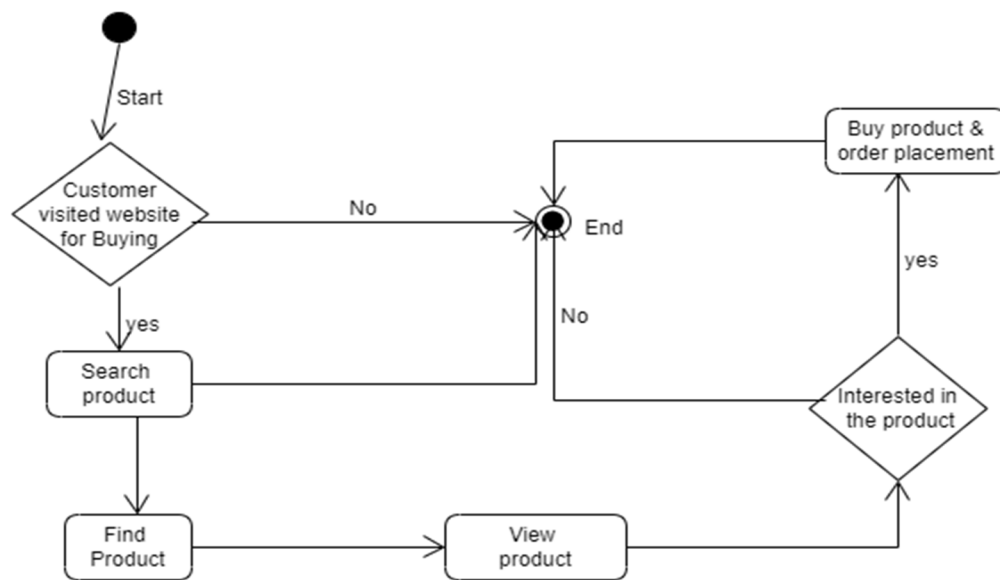 Start
Customer
visited website
for Buying
No
yes
Search
product
Find
Product
View
product
Interested in
the product
yes
No
Buy product &
order placement
End